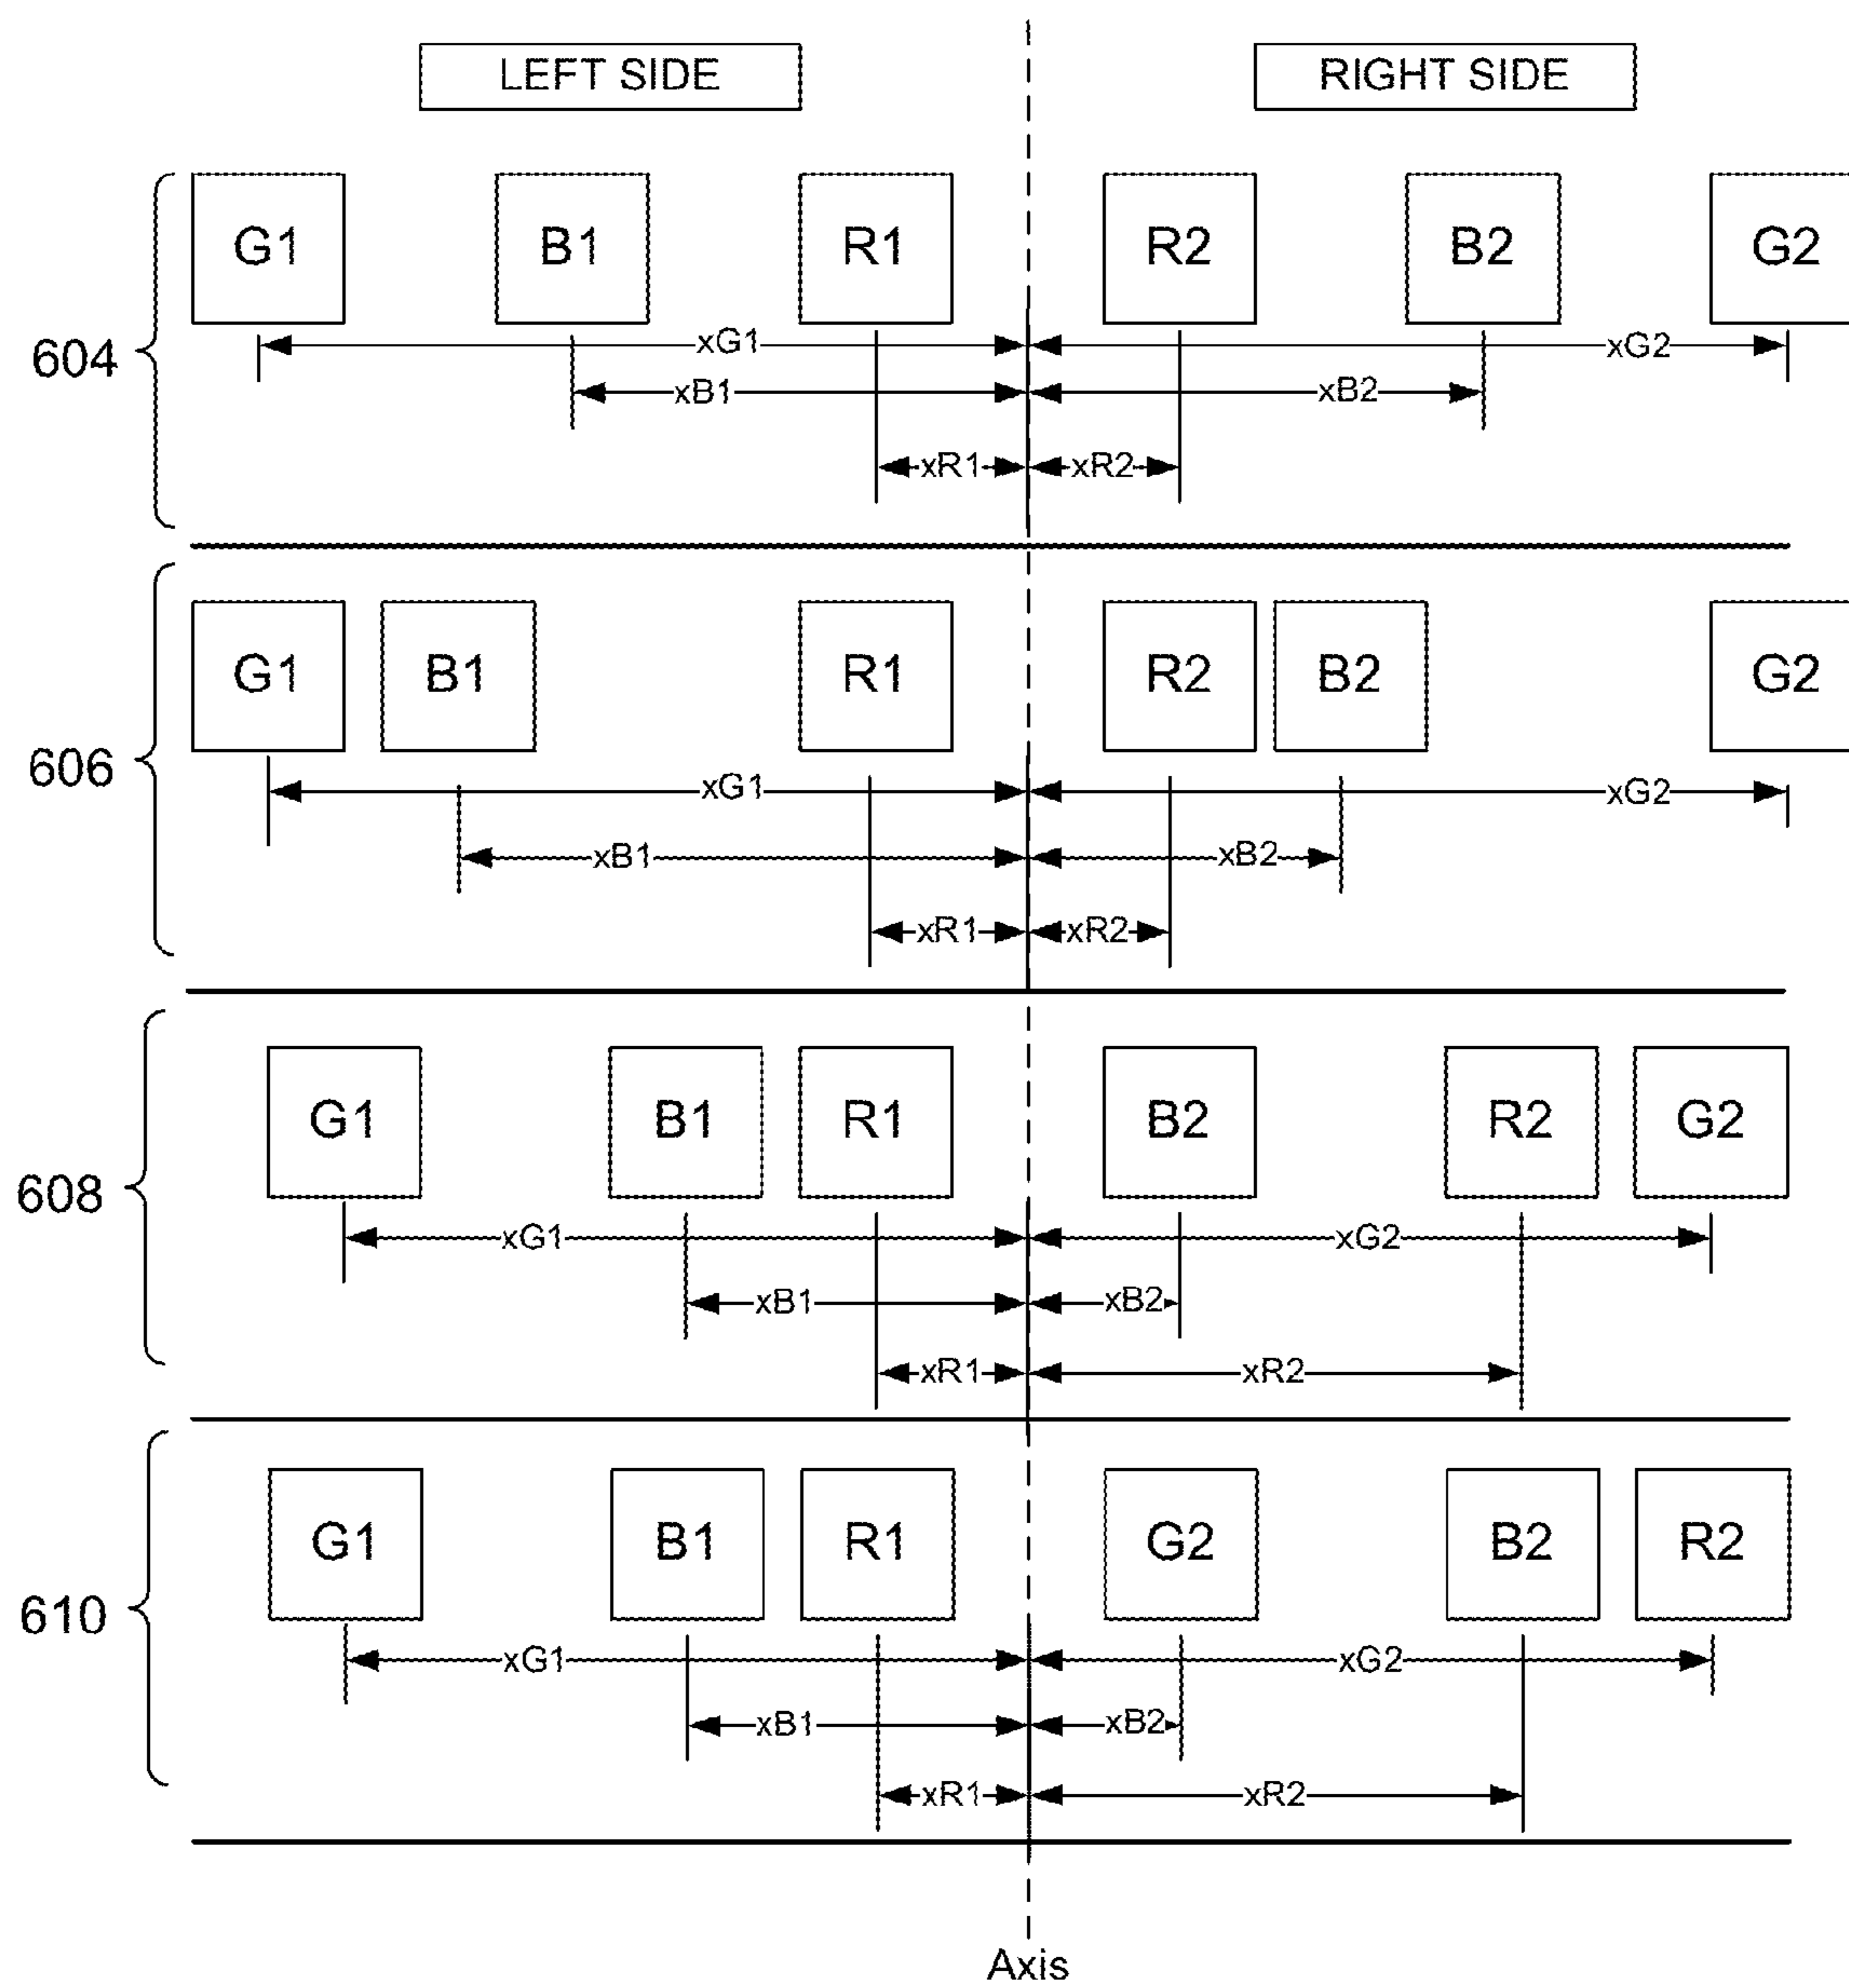 LEFT SIDE RIGHT SIDE
G1 B1 R1 R2 B2 G2
604
xG1 xG2
xB1 xB2
xR1 xR2
G1 B1 R1 R2 B2 G2
606
xG1 xG2
xB1 xB2
xR1 xR2
G1 B1 R1 B2 R2 G2
608
xG1 xG2
xB1 xB2
xR1 xR2
G1 B1 R1 G2 B2 R2
610
xG1 xG2
xB1 xB2
xR1 xR2
Axis